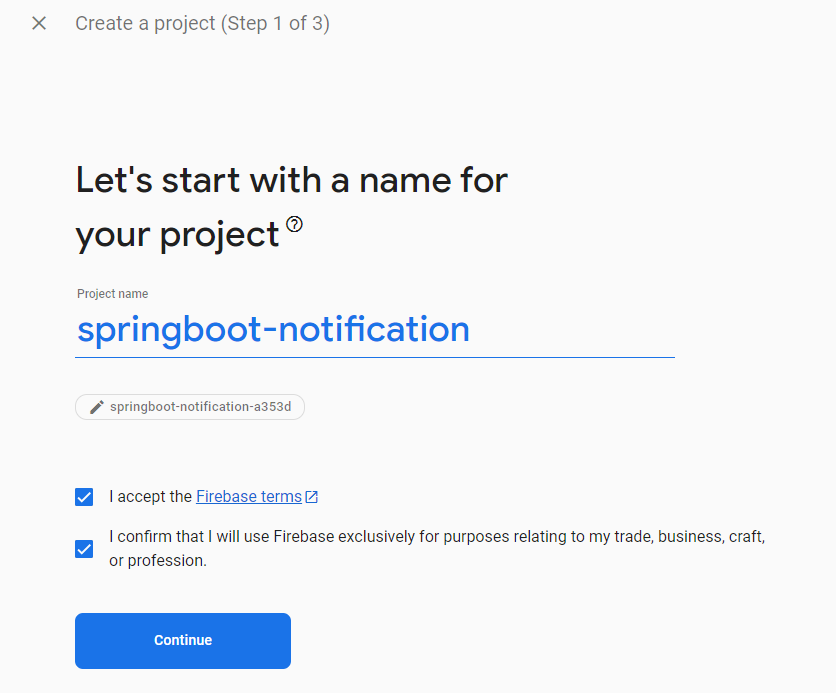 Create a project (Step 1 of 3)
Let's start with a name for
your project
Project name
springboot-notification
springboot-notification-a353d
I accept the Firebase terms
I confirm that I will use Firebase exclusively for purposes relating to my trade, business, craft,
or profession.
Continue